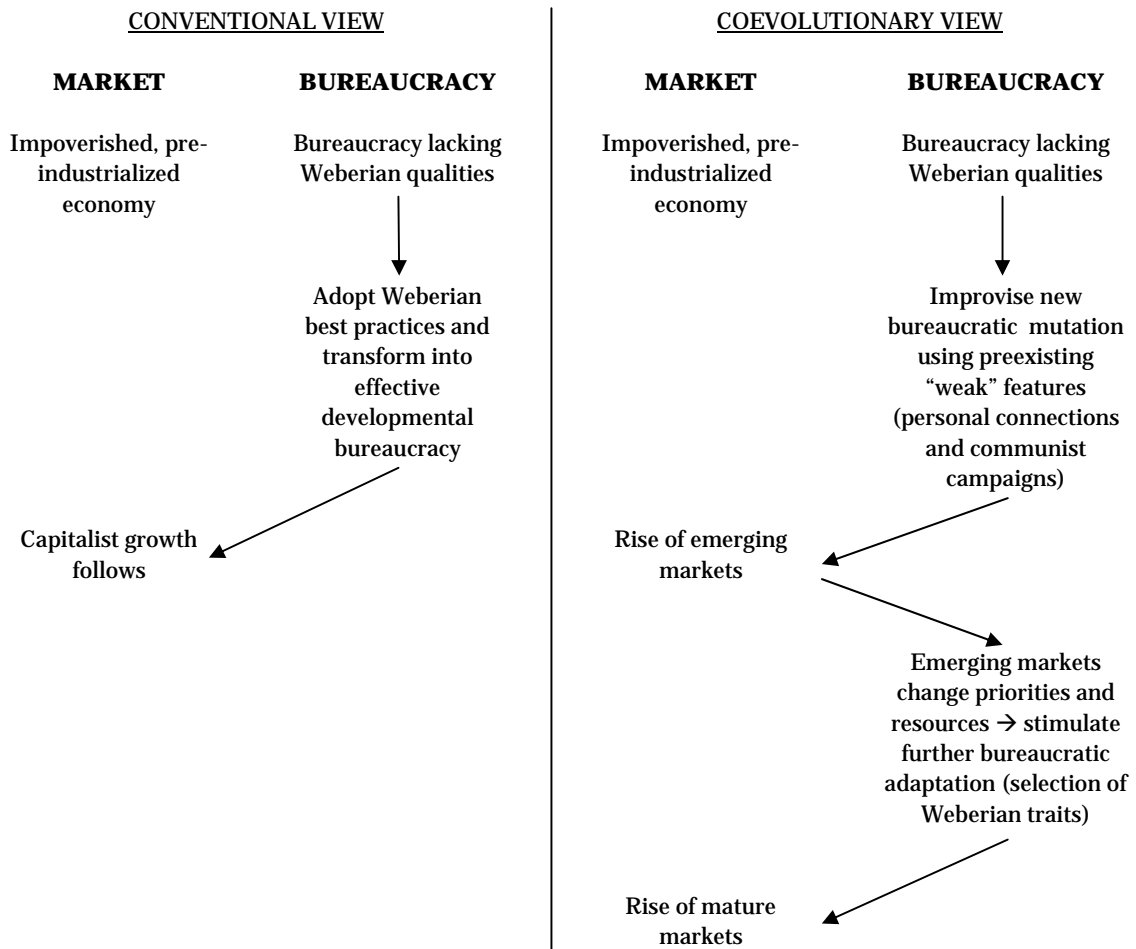 CONVENTIONAL VIEW
MARKET
BUREAUCRACY
Impoverished, pre-
industrialized
economy
Bureaucracy lacking
Weberian qualities
Adopt Weberian
best practices and
transform into
effective
developmental
bureaucracy
Capitalist growth
follows
COEVOLUTIONARY VIEW
MARKET
BUREAUCRACY
Impoverished, pre-
industrialized
economy
Bureaucracy lacking
Weberian qualities
Improvise new
bureaucratic mutation
using preexisting
“weak” features
(personal connections
and communist
campaigns)
Rise of emerging
markets
Emerging markets
change priorities and
resources → stimulate
further bureaucratic
adaptation (selection of
Weberian traits)
Rise of mature
markets